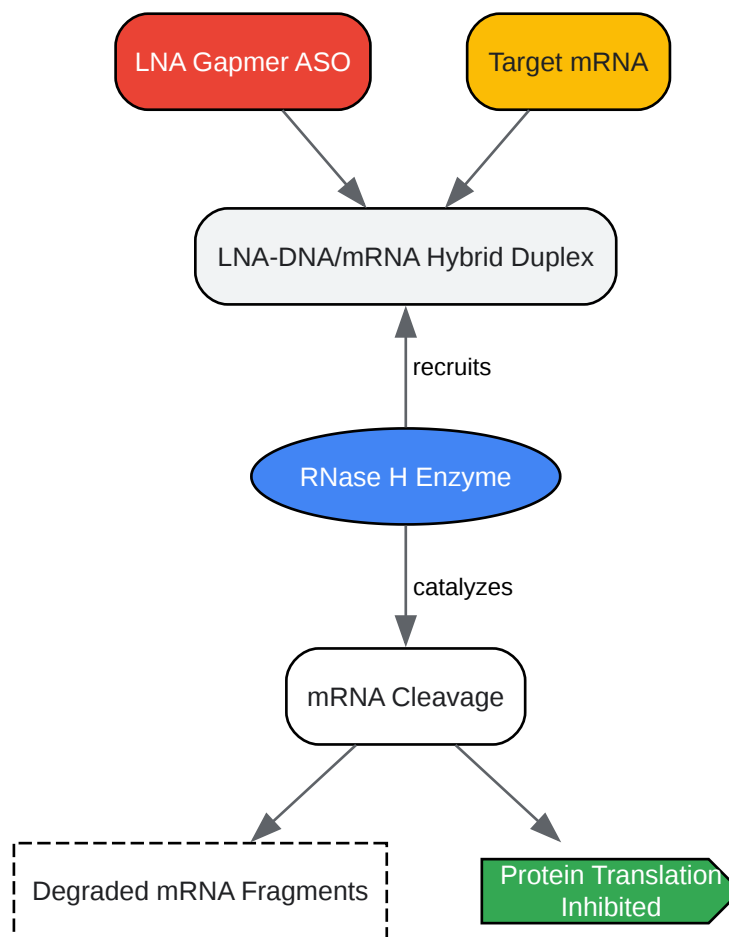 LNA Gapmer ASO
Target mRNA
LNA-DNA/mRNA Hybrid Duplex
recruits
RNase H Enzyme
catalyzes
mRNA Cleavage
Degraded mRNA Fragments
Protein Translation
Inhibited